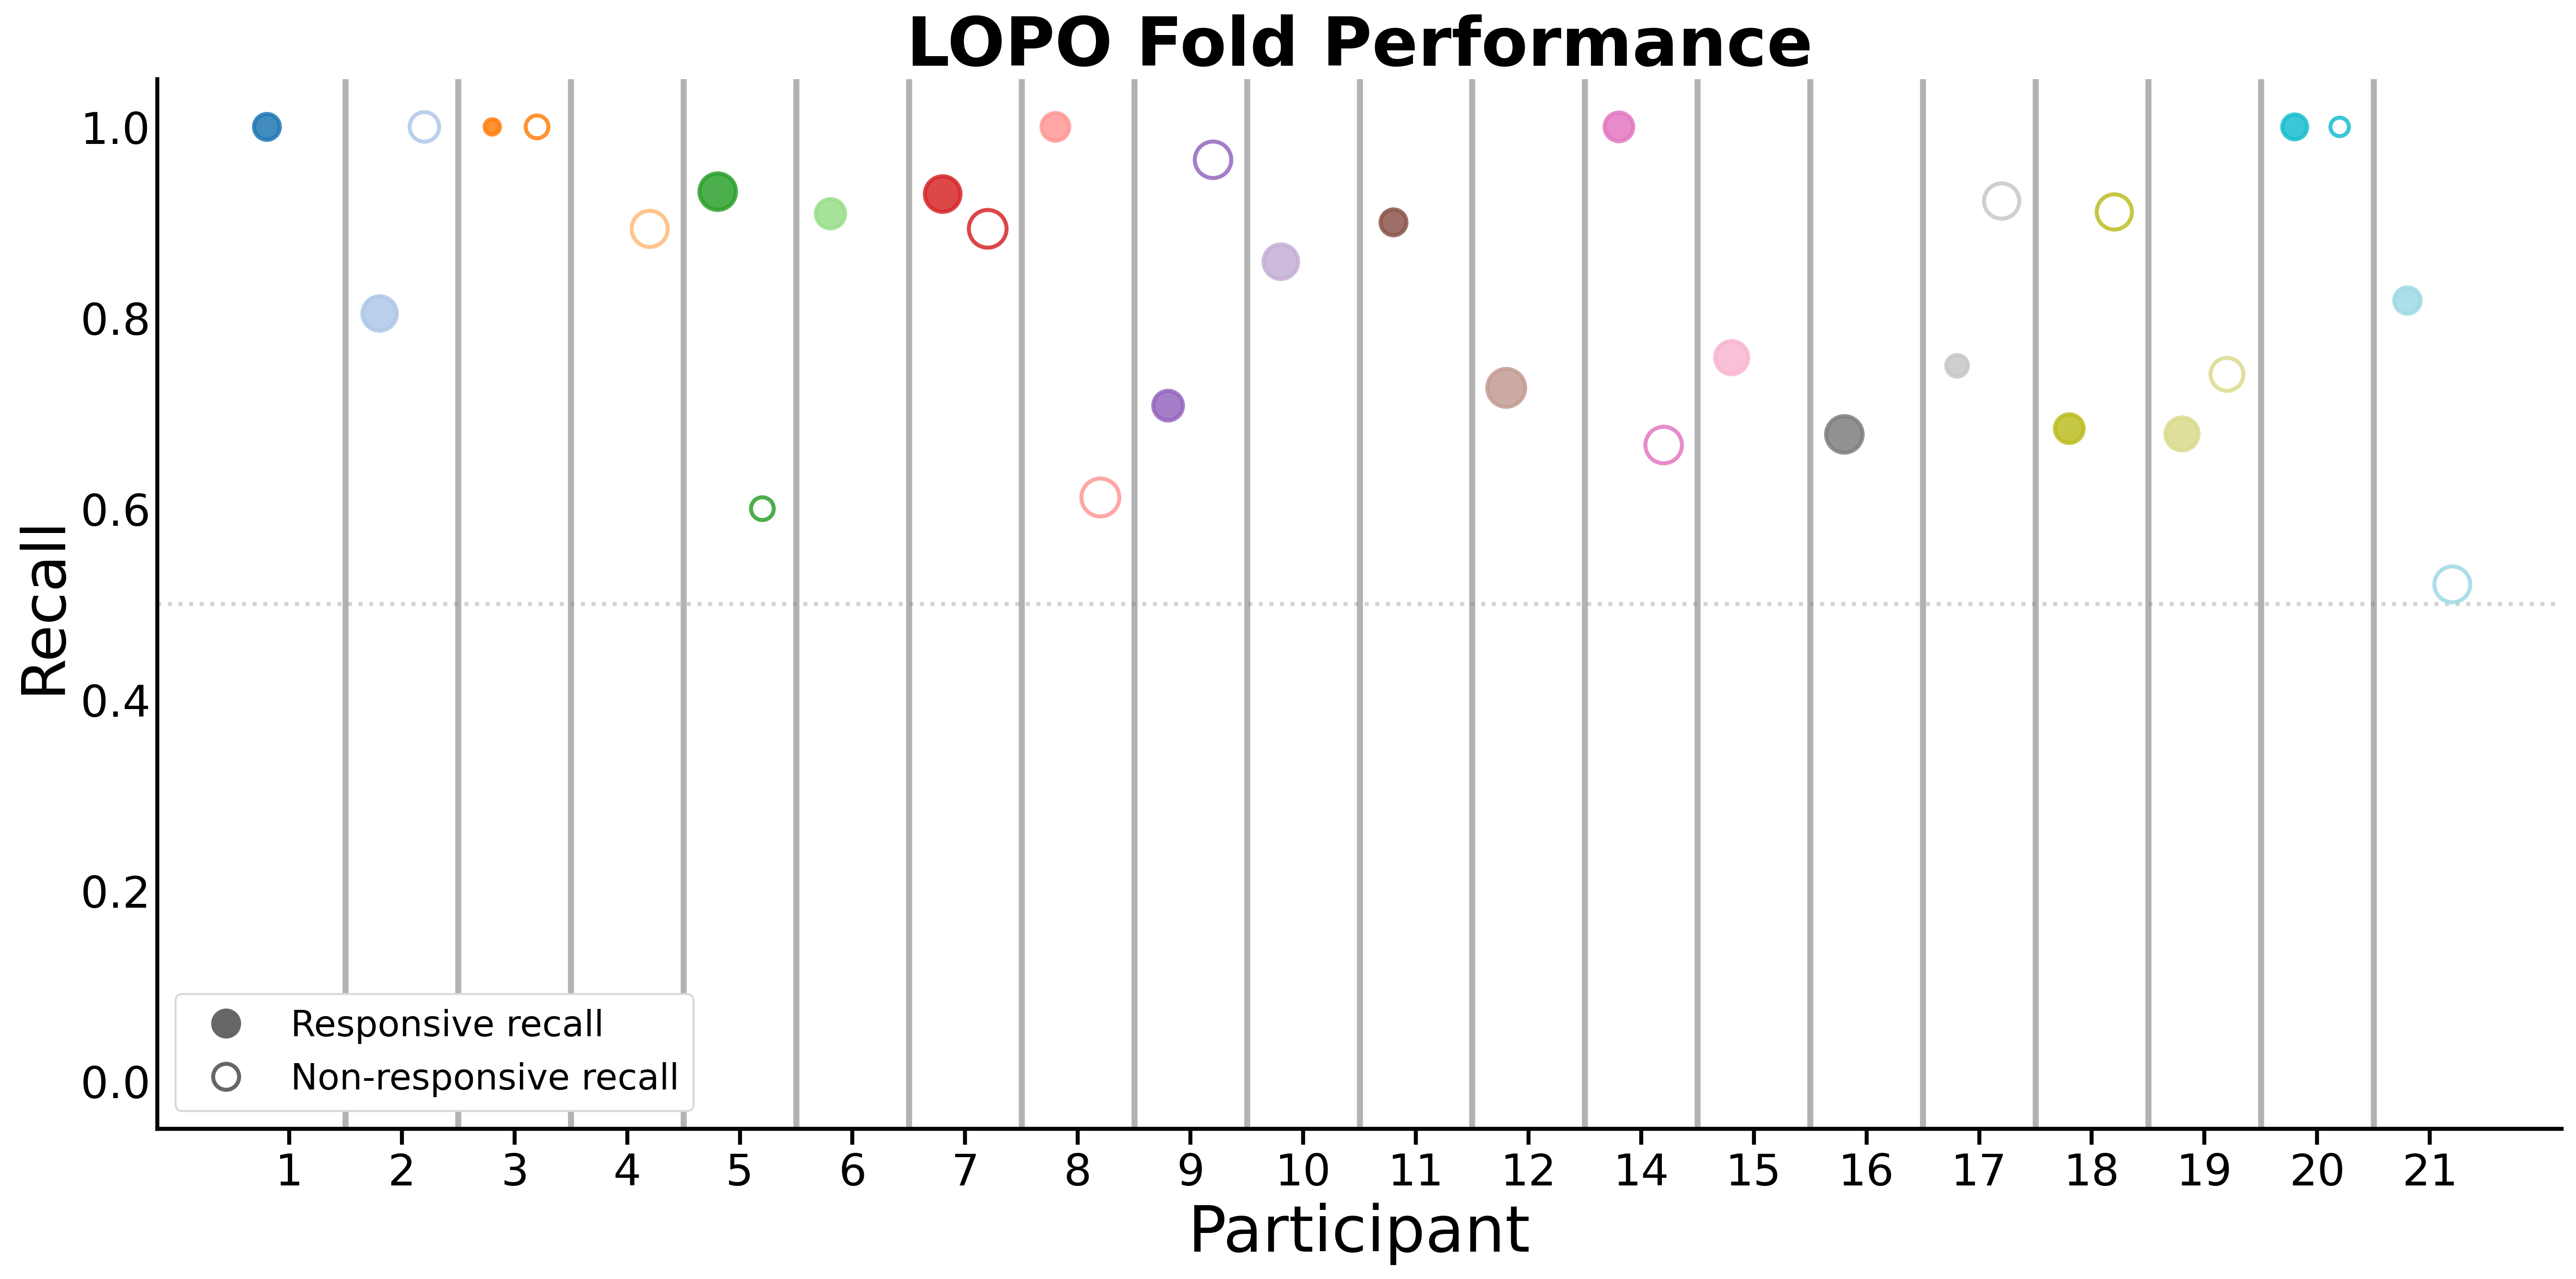 LOPO Fold Performance
Recall
1.0
0.8
0.6
0.4
0.2
0.0
Responsive recall
Non-responsive recall
1 2 3 4 5 6 7 8 9 10 11 12 14 15 16 17 18 19 20 21
Participant